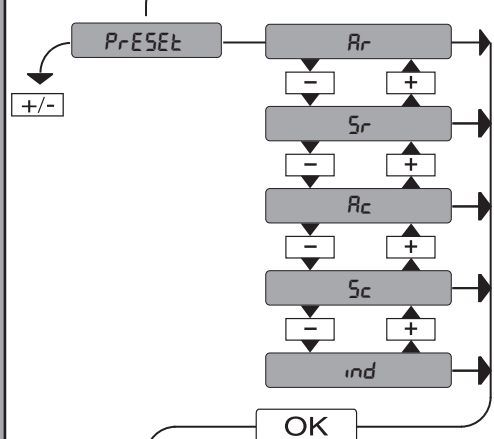 PrESEt
Ar
+/-
- +
Sr
- +
Ac
- +
Sc
- +
ind
OK